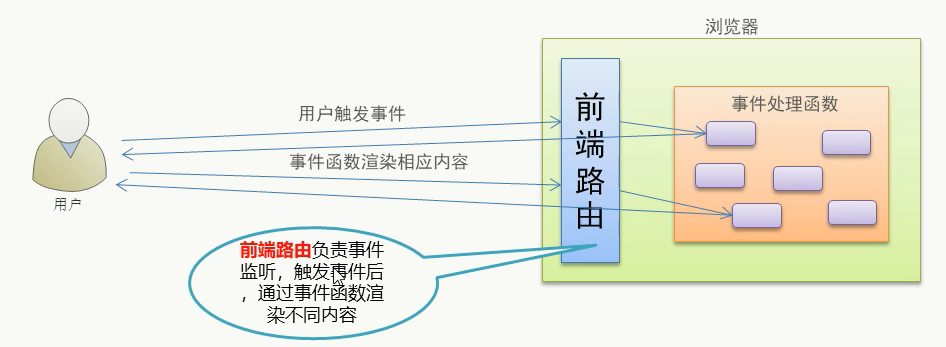 浏览器
用户触发事件
事件函数渲染相应内容
用户
前端路由
事件处理函数
前端路由负责事件
监听，触发事件后
，通过事件函数渲
染不同内容